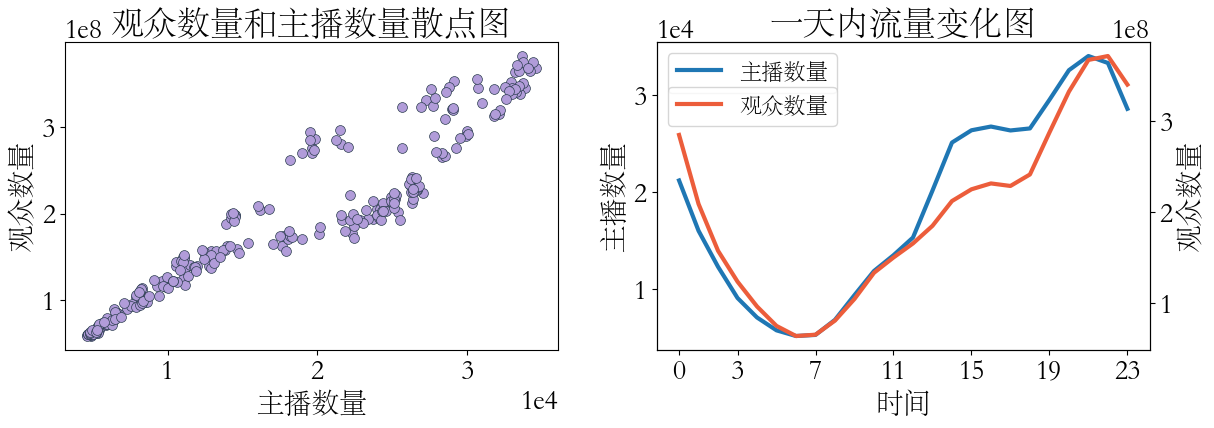 1e8 观众数量和主播数量散点图
观众数量
3
2
1
1 2 3
主播数量
1e4
1e4 一天内流量变化图 1e8
主播数量
观众数量
主播数量
3
2
1
观众数量
3
2
1
0 3 7 11 15 19 23
时间